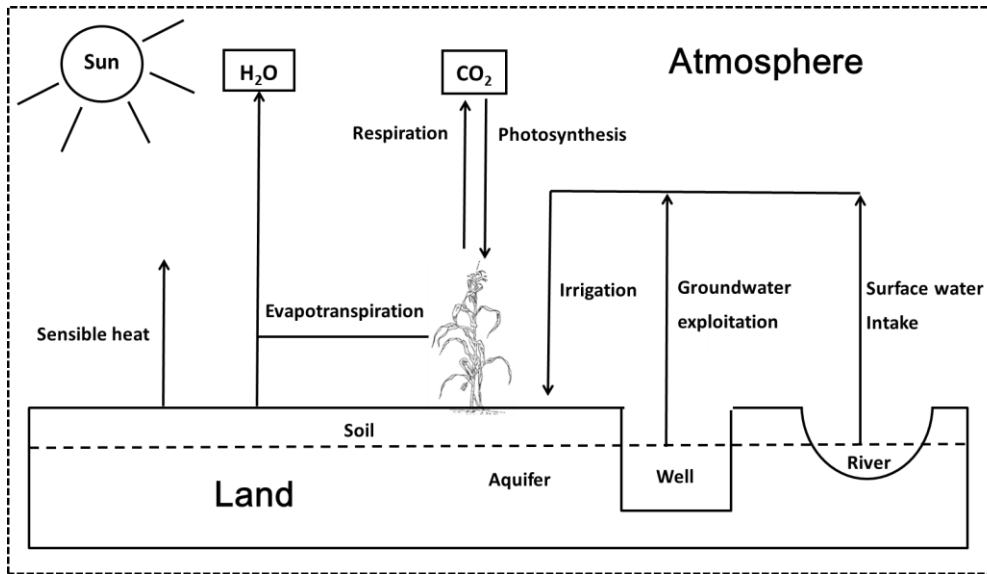 Sun
H₂O
CO₂
Atmosphere
Respiration
Photosynthesis
Irrigation
Groundwater
exploitation
Surface water
Intake
Evapotranspiration
Sensible heat
Soil
Aquifer
Well
River
Land